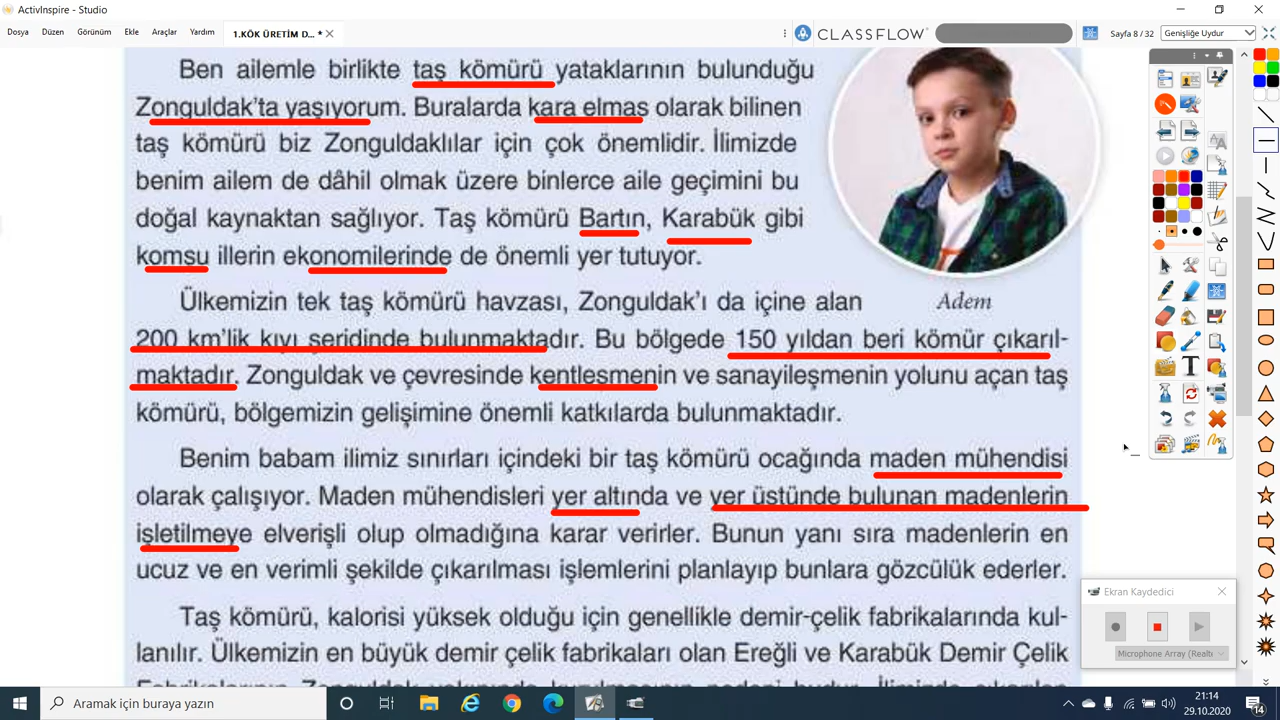 ActivInspire - Studio
Dosya Düzen Görünüm Ekle Araçlar Yardım
1.KÖK ÜRETİM D... *
CLASSFLOW
Sayfa 8 / 32
Genişliğe Uydur
Ben ailemle birlikte taş kömürü yataklarının bulunduğu
Zonguldak'ta yaşıyorum. Buralarda kara elmas olarak bilinen
taş kömürü biz Zonguldaklılar için çok önemlidir. İlimizde
benim ailem de dâhil olmak üzere binlerce aile geçimini bu
doğal kaynaktan sağlıyor. Taş kömürü Bartın, Karabük gibi
komşu illerin ekonomilerinde de önemli yer tutuyor.
Adem
Ülkemizin tek taş kömürü havzası, Zonguldak'ı da içine alan
200 km'lik kıyı şeridinde bulunmaktadır. Bu bölgede 150 yıldan beri kömür çıkarıl-
maktadır. Zonguldak ve çevresinde kentleşmenin ve sanayileşmenin yolunu açan taş
kömürü, bölgemizin gelişimine önemli katkılarda bulunmaktadır.
Benim babam ilimiz sınırları içindeki bir taş kömürü ocağında maden mühendisi
olarak çalışıyor. Maden mühendisleri yer altında ve yer üstünde bulunan madenlerin
işletilmeye elverişli olup olmadığına karar verirler. Bunun yanı sıra madenlerin en
ucuz ve en verimli şekilde çıkarılması işlemlerini planlayıp bunlara gözcülük ederler.
Taş kömürü, kalorisi yüksek olduğu için genellikle demir-çelik fabrikalarında kul-
lanılır. Ülkemizin en büyük demir çelik fabrikaları olan Ereğli ve Karabük Demir Çelik
Ekran Kaydedici
Microphone Array (Realte
Aramak için buraya yazın
21:14
29.10.2020
14